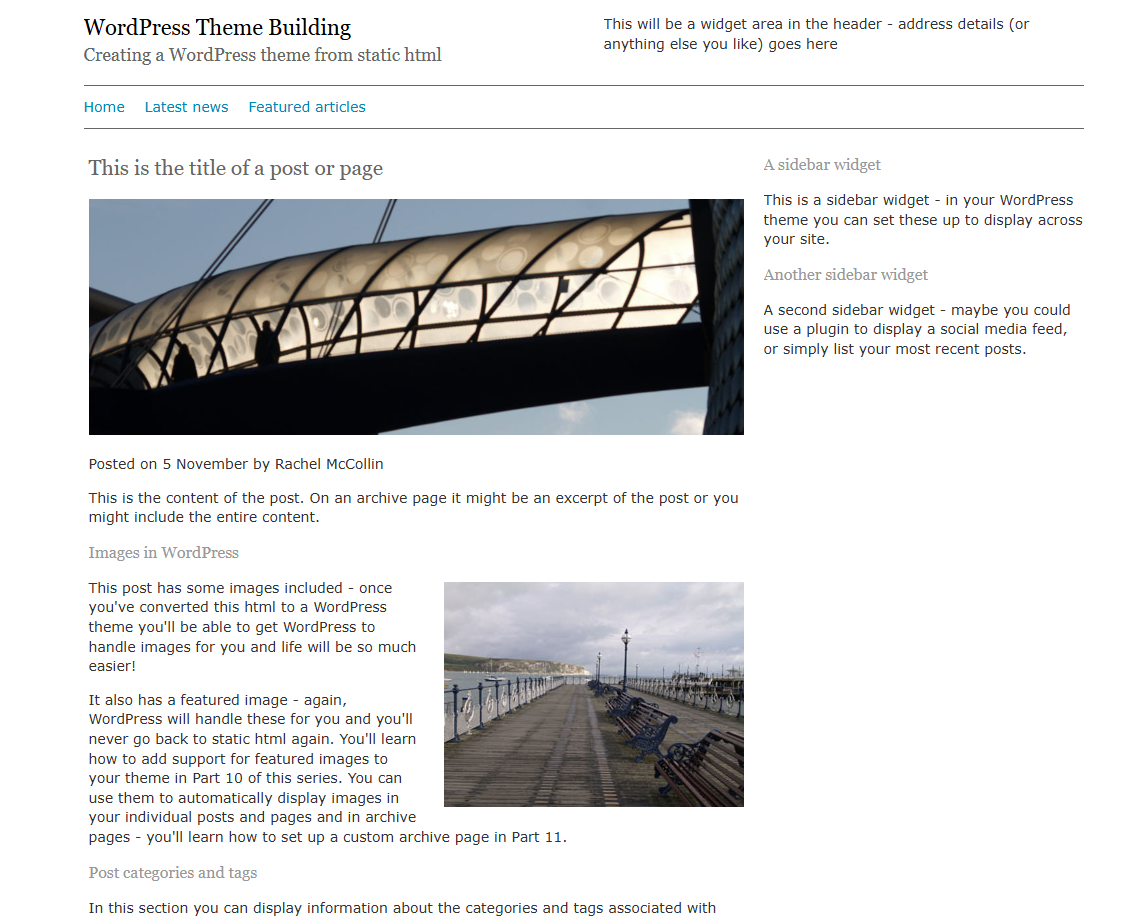 WordPress Theme Building
Creating a WordPress theme from static html
This will be a widget area in the header - address details (or
anything else you like) goes here
Home Latest news Featured articles
This is the title of a post or page
Posted on 5 November by Rachel McCollin
This is the content of the post. On an archive page it might be an excerpt of the post or you
might include the entire content.
Images in WordPress
This post has some images included - once
you've converted this html to a WordPress
theme you'll be able to get WordPress to
handle images for you and life will be so much
easier!
It also has a featured image - again,
WordPress will handle these for you and you'll
never go back to static html again. You'll learn
how to add support for featured images to
your theme in Part 10 of this series. You can
use them to automatically display images in
your individual posts and pages and in archive
pages - you'll learn how to set up a custom archive page in Part 11.
Post categories and tags
In this section you can display information about the categories and tags associated with
A sidebar widget
This is a sidebar widget - in your WordPress
theme you can set these up to display across
your site.
Another sidebar widget
A second sidebar widget - maybe you could
use a plugin to display a social media feed,
or simply list your most recent posts.